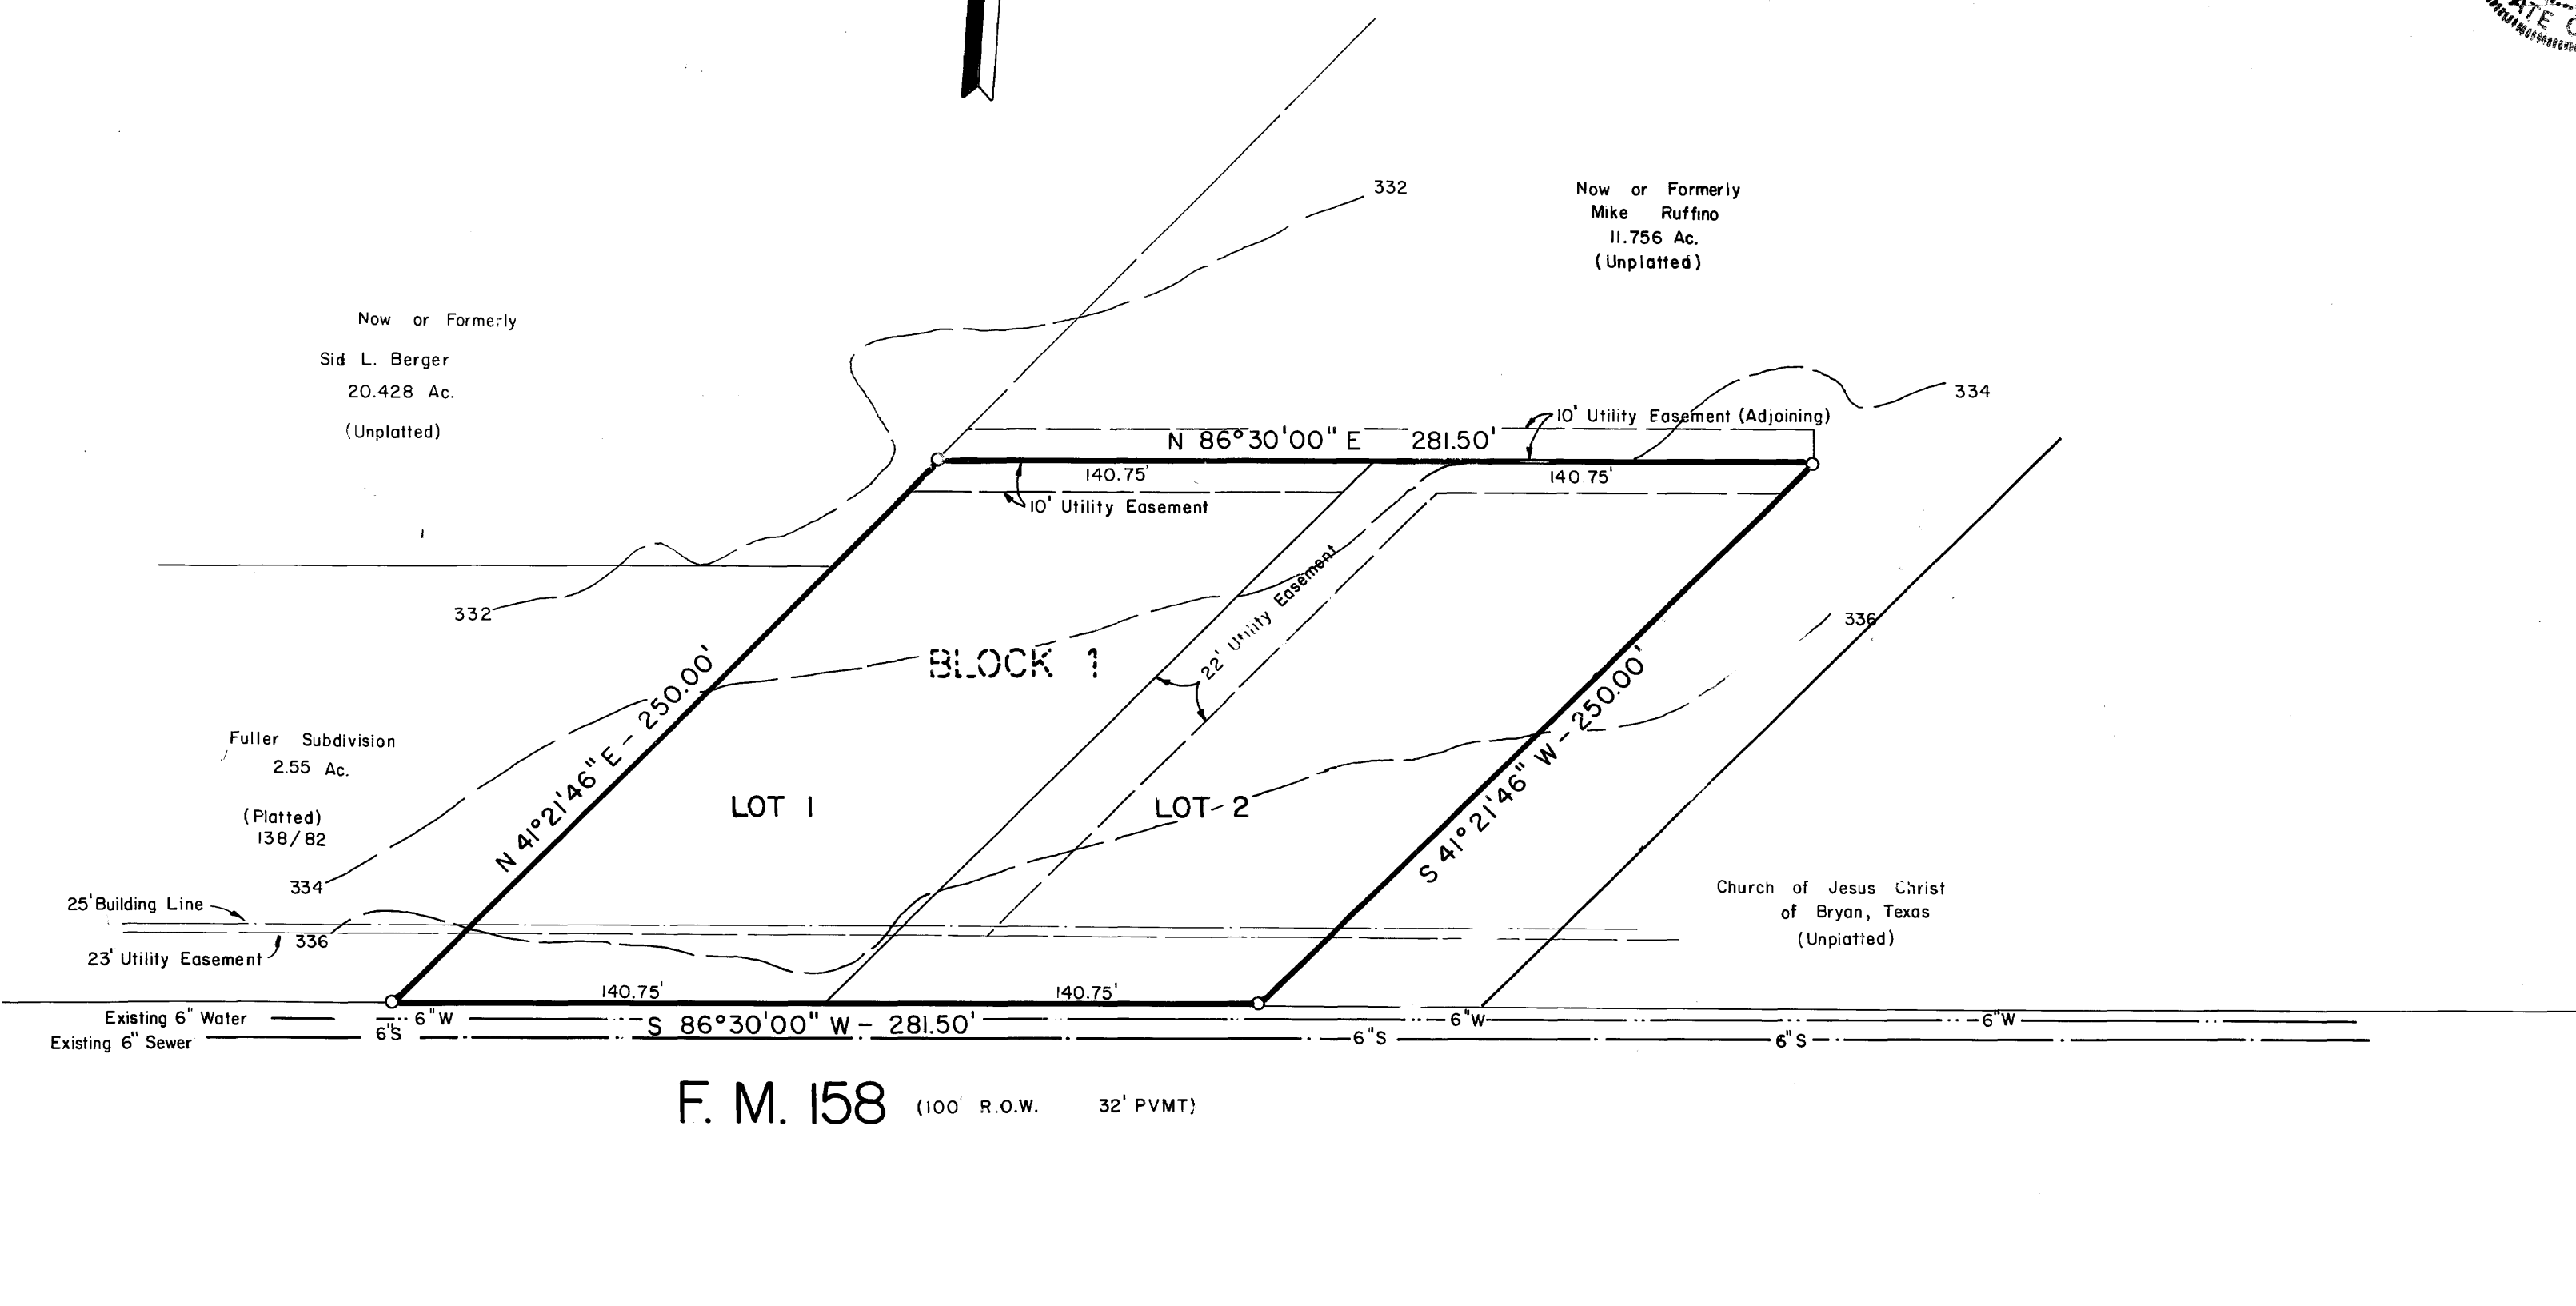 ATE
332
Now or Formerly
Mike Ruffino
11.756 Ac.
(Unplatted)
Now or Formerly
Sid L. Berger
20.428 Ac.
(Unplatted)
334
10' Utility Easement (Adjoining)
N 86°30'00" E 281.50'
140.75'
140.75'
10' Utility Easement
332
22' Utility Easement
336
BLOCK 1
N 41°21'46" E - 250.00'
S 41°21'46" W - 250.00'
Fuller Subdivision
2.55 Ac.
(Platted)
138/82
LOT 1
LOT-2
334
25' Building Line
336
23' Utility Easement
Church of Jesus Christ
of Bryan, Texas
(Unplatted)
140.75'
140.75'
Existing 6" Water
6"W
S 86°30'00" W - 281.50'
6"W
6"W
Existing 6" Sewer
6"S
6"S
6"S
F. M. 158 (100' R.O.W. 32' PVMT)